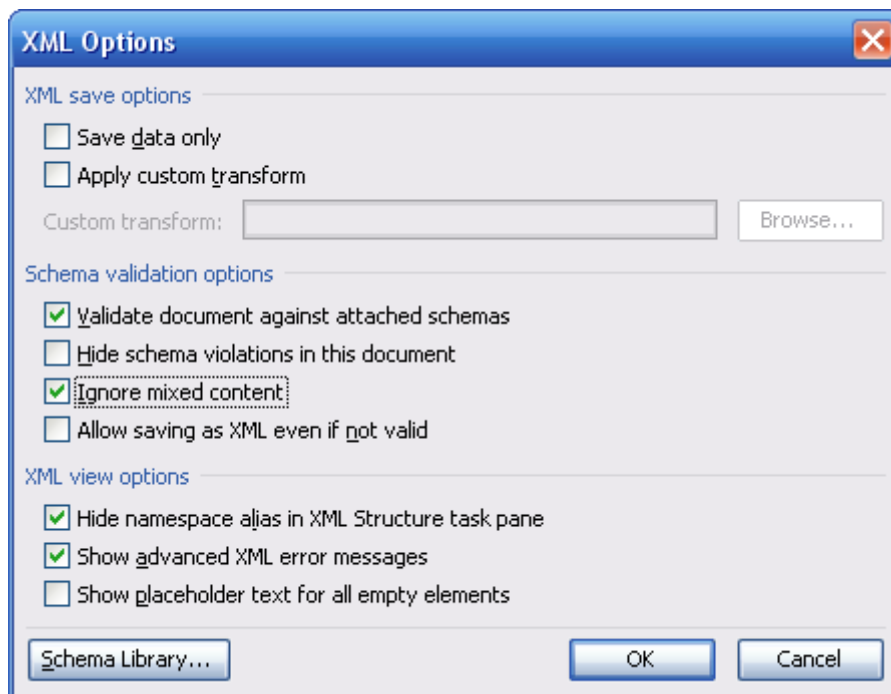 XML Options
XML save options
Save data only
Apply custom transform
Custom transform: Browse...
Schema validation options
Validate document against attached schemas
Hide schema violations in this document
Ignore mixed content
Allow saving as XML even if not valid
XML view options
Hide namespace alias in XML Structure task pane
Show advanced XML error messages
Show placeholder text for all empty elements
Schema Library... OK Cancel